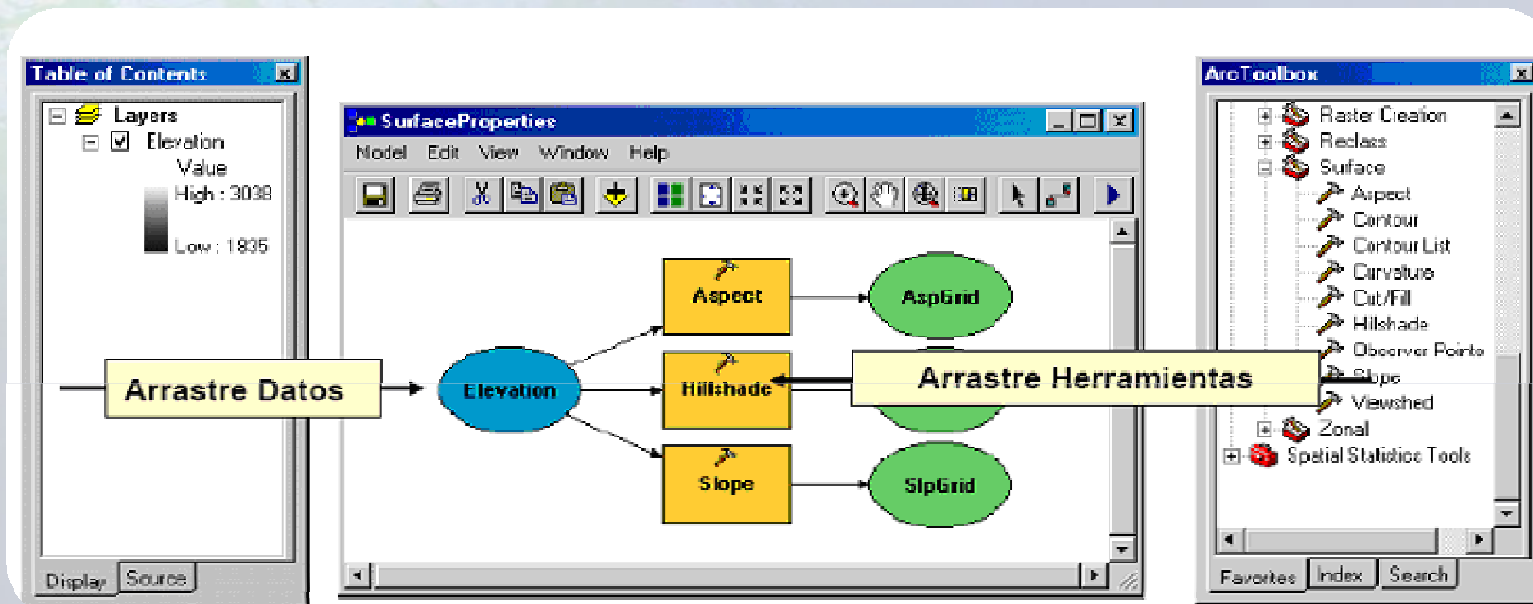 Table of Contents
Layers
Elevation
Value
High : 3038
Low : 1835
Display
Source
Arrastre Datos
SurfaceProperties
Model Edit View Window Help
Elevation
Aspect
AspGrid
Hillshade
Slope
SlpGrid
Arrastre Herramientas
ArcToolbox
Raster Creation
Reclass
Surface
Aspect
Contour
Contour List
Curvature
Cut/Fill
Hillshade
Observer Points
Slope
Viewshed
Zonal
Spatial Statistics Tools
Favorites
Index
Search